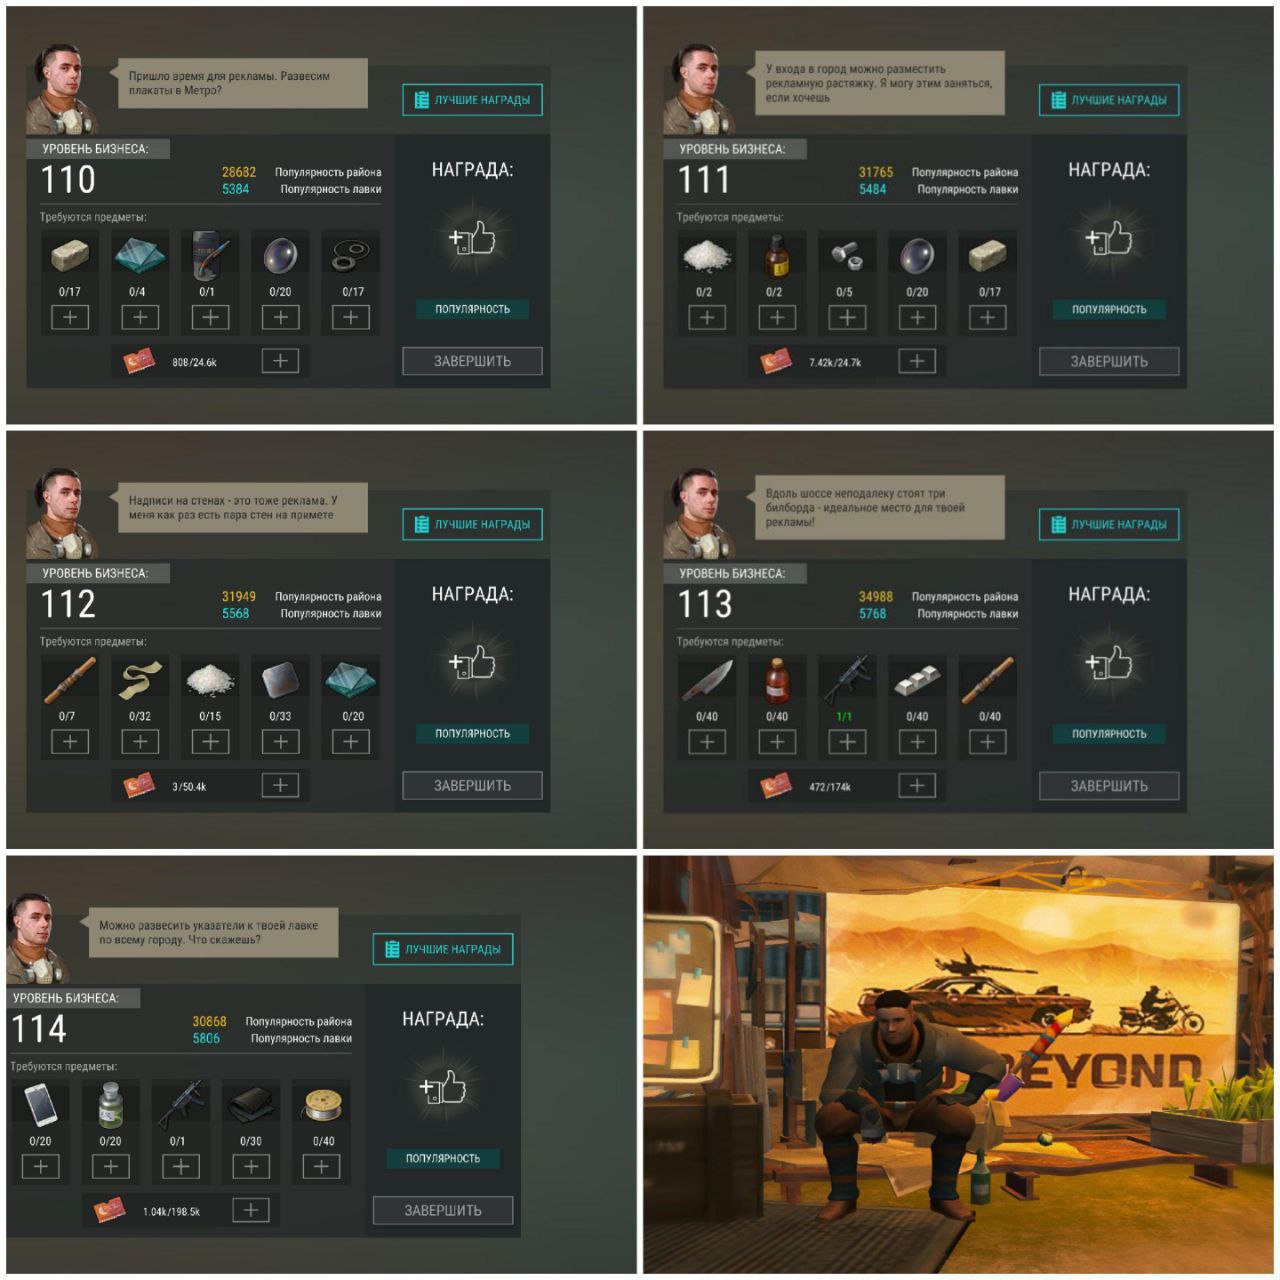 Пришло время для рекламы. Развесим
плакаты в Метро?
ЛУЧШИЕ НАГРАДЫ
УРОВЕНЬ БИЗНЕСА:
110
28682 Популярность района
5384 Популярность лавки
НАГРАДА:
Требуются предметы:
0/17 0/4 0/1 0/20 0/17
ПОПУЛЯРНОСТЬ
808/24.6k
ЗАВЕРШИТЬ
У входа в город можно разместить
рекламную растяжку. Я могу этим заняться,
если хочешь
ЛУЧШИЕ НАГРАДЫ
УРОВЕНЬ БИЗНЕСА:
111
31765 Популярность района
5484 Популярность лавки
НАГРАДА:
Требуются предметы:
0/2 0/2 0/5 0/20 0/17
ПОПУЛЯРНОСТЬ
7.42k/24.7k
ЗАВЕРШИТЬ
Надписи на стенах - это тоже реклама. У
меня как раз есть пара стен на примете
ЛУЧШИЕ НАГРАДЫ
УРОВЕНЬ БИЗНЕСА:
112
31949 Популярность района
5568 Популярность лавки
НАГРАДА:
Требуются предметы:
0/7 0/32 0/15 0/33 0/20
ПОПУЛЯРНОСТЬ
3/50.4k
ЗАВЕРШИТЬ
Вдоль шоссе неподалеку стоят три
билборда - идеальное место для твоей
рекламы!
ЛУЧШИЕ НАГРАДЫ
УРОВЕНЬ БИЗНЕСА:
113
34988 Популярность района
5768 Популярность лавки
НАГРАДА:
Требуются предметы:
0/40 0/40 1/1 0/40 0/40
ПОПУЛЯРНОСТЬ
472/174k
ЗАВЕРШИТЬ
Можно развесить указатели к твоей лавке
по всему городу. Что скажешь?
ЛУЧШИЕ НАГРАДЫ
УРОВЕНЬ БИЗНЕСА:
114
30868 Популярность района
5806 Популярность лавки
НАГРАДА:
Требуются предметы:
0/20 0/20 0/1 0/30 0/40
ПОПУЛЯРНОСТЬ
1.04k/198.5k
ЗАВЕРШИТЬ
BEYOND